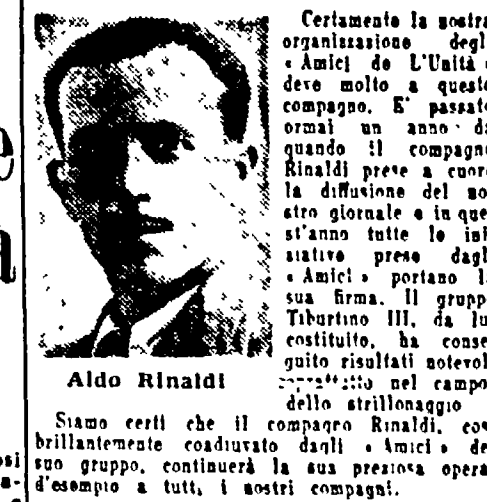 Certamente la nostra
organizzazione degli
« Amici de L'Unità »
deve molto a questo
compagno. E' passato
ormai un anno da
quando il compagno
Rinaldi prese a cuore
la diffusione del no-
stro giornale e in que-
st'anno tutte le ini-
ziative prese dagli
« Amici » portano la
sua firma. Il gruppo
Tiburtino III, da lui
costituito, ha conse-
guito risultati notevoli
soprattutto nel campo
dello strillonaggio
Aldo Rinaldi
Siamo certi che il compagno Rinaldi, così
brillantemente coadiuvato dagli « Amici » del
suo gruppo, continuerà la sua preziosa opera
d'esempio a tutti i nostri compagni.